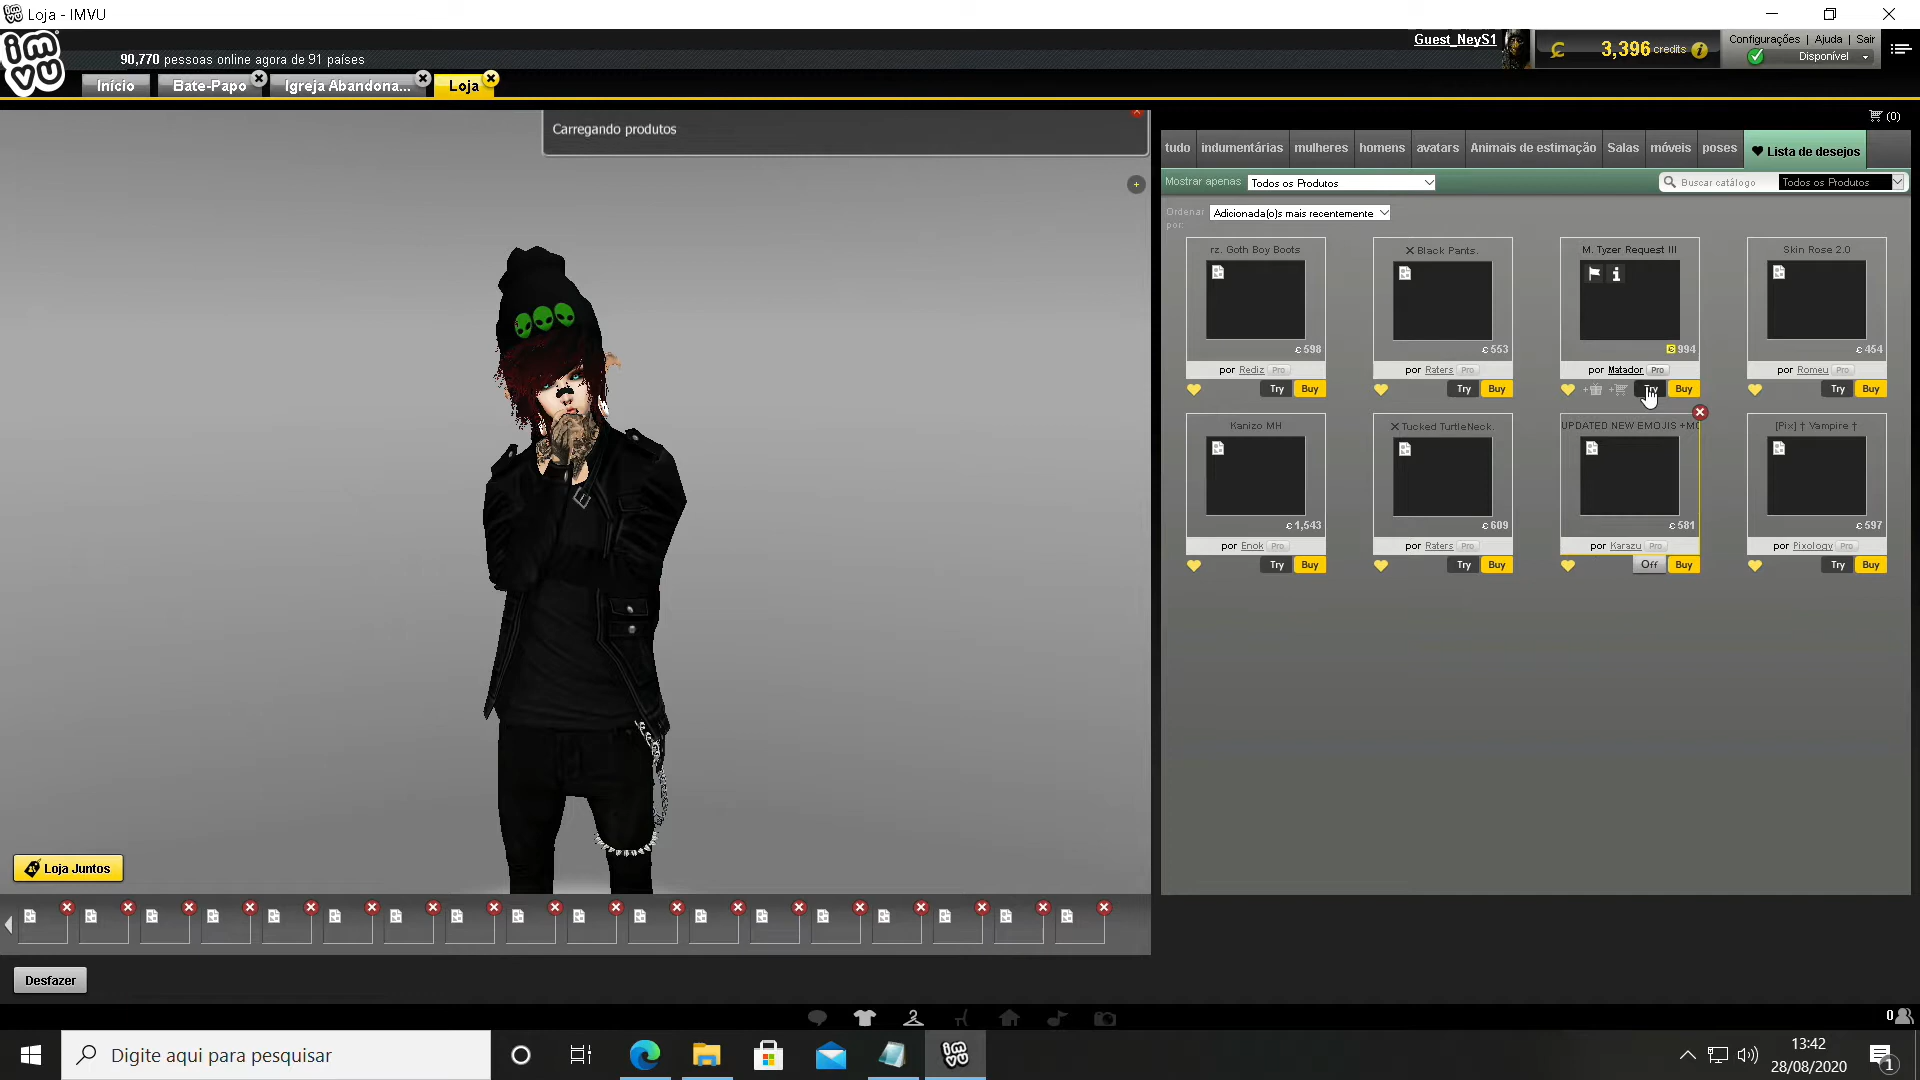 Loja - IMVU
imvu
90,770 pessoas online agora de 91 países
Guest_NeyS1
3,396 credits
Configurações | Ajuda | Sair
Disponível
Início
Bate-Papo
Igreja Abandona...
Loja
Carregando produtos
(0)
tudo
indumentárias
mulheres
homens
avatars
Animais de estimação
Salas
móveis
poses
Lista de desejos
Mostrar apenas
Todos os Produtos
Buscar catálogo
Todos os Produtos
Ordenar por:
Adicionada(o)s mais recentemente
rz. Goth Boy Boots
598
por Rediz Pro
Try
Buy
X Black Pants.
553
por Raters Pro
Try
Buy
M. Tyzer Request III
994
por Matador Pro
Try
Buy
Skin Rose 2.0
454
por Romeu Pro
Try
Buy
Kanizo MH
1,543
por Enok Pro
Try
Buy
X Tucked TurtleNeck.
609
por Raters Pro
Try
Buy
UPDATED NEW EMOJIS +MO
581
por Karazu Pro
Off
Buy
[Pix] † Vampire †
597
por Pixology Pro
Try
Buy
Loja Juntos
Desfazer
0
Digite aqui para pesquisar
13:42
28/08/2020
1